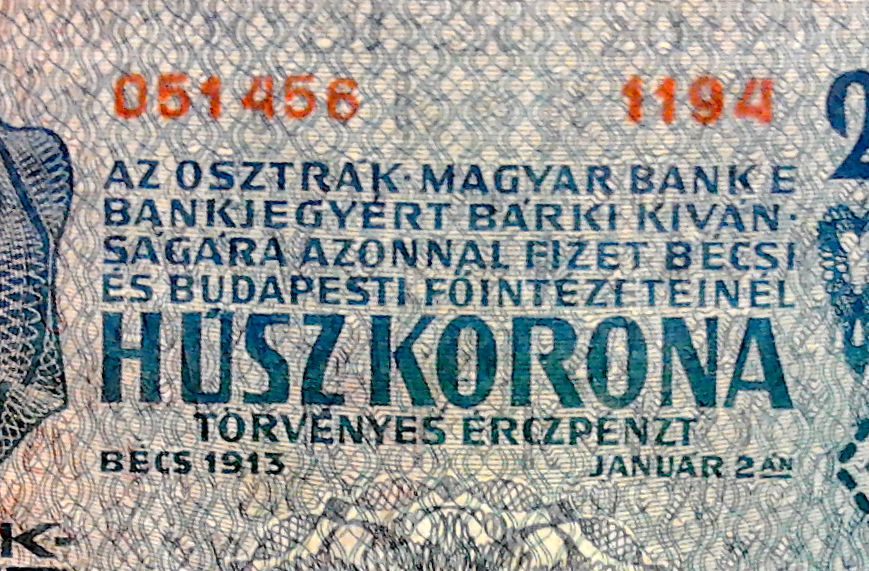 051456 1194
AZ OSZTRÁK-MAGYAR BANK E
BANKJEGYÉRT BÁRKI KIVÁN-
SÁGÁRA AZONNAL FIZET BÉCSI
ÉS BUDAPESTI FŐINTÉZETEINÉL
HÚSZ KORONA
TÖRVÉNYES ÉRCZPÉNZT
BÉCS 1913 JANUÁR 2ÁN
2
K-